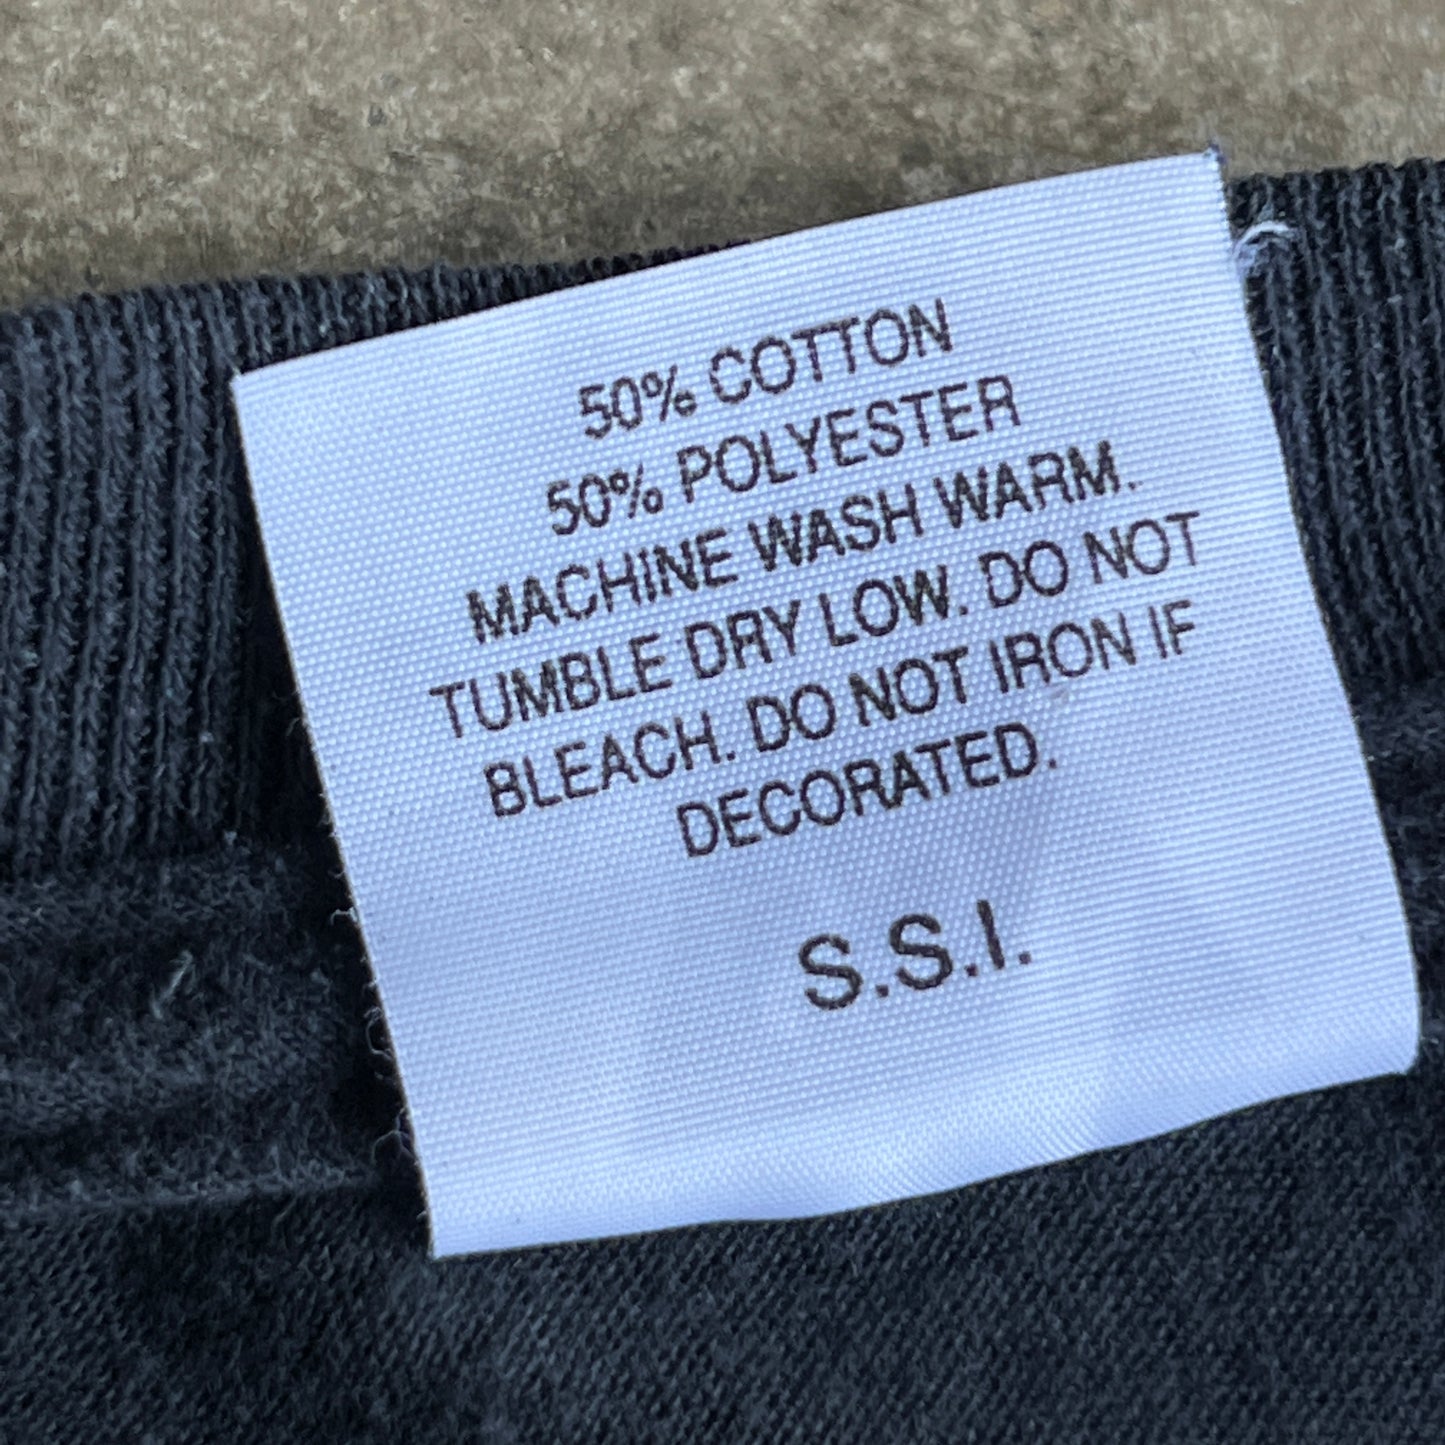 50% COTTON
50% POLYESTER
MACHINE WASH WARM.
TUMBLE DRY LOW. DO NOT
BLEACH. DO NOT IRON IF
DECORATED.
S.S.I.